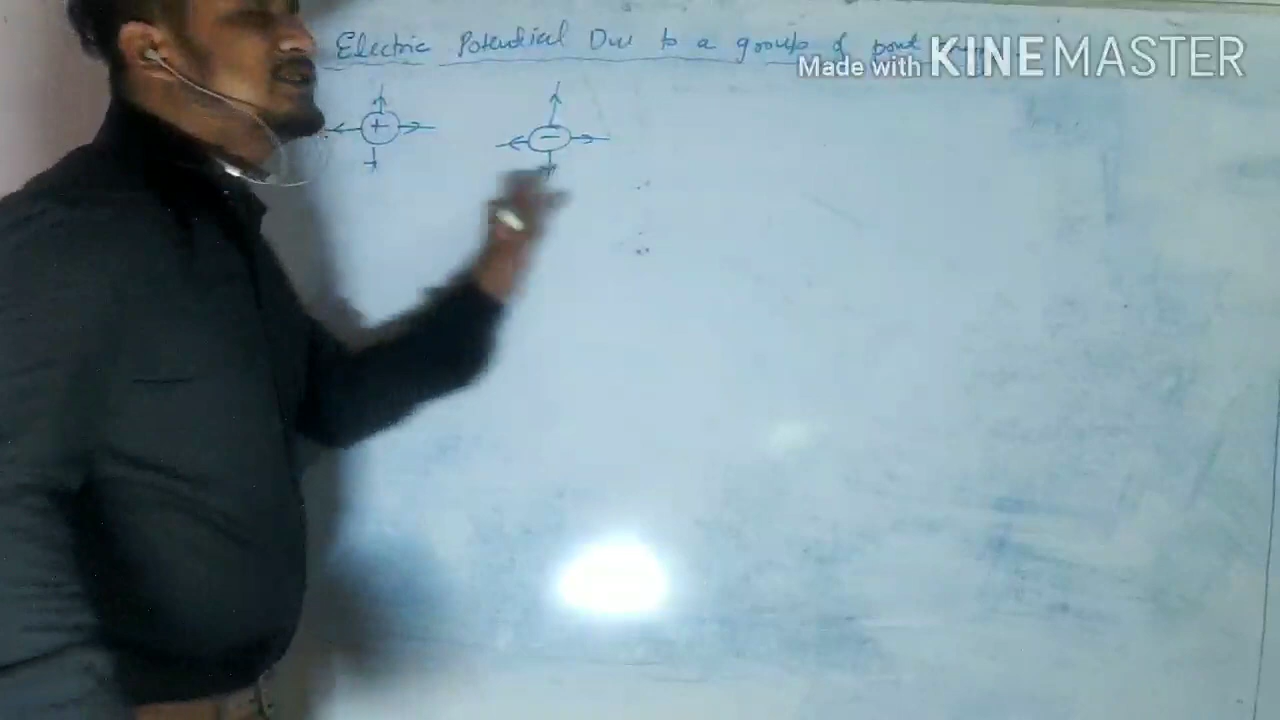 Electric Potential Due to a group of point
Made with KINEMASTER
+
−